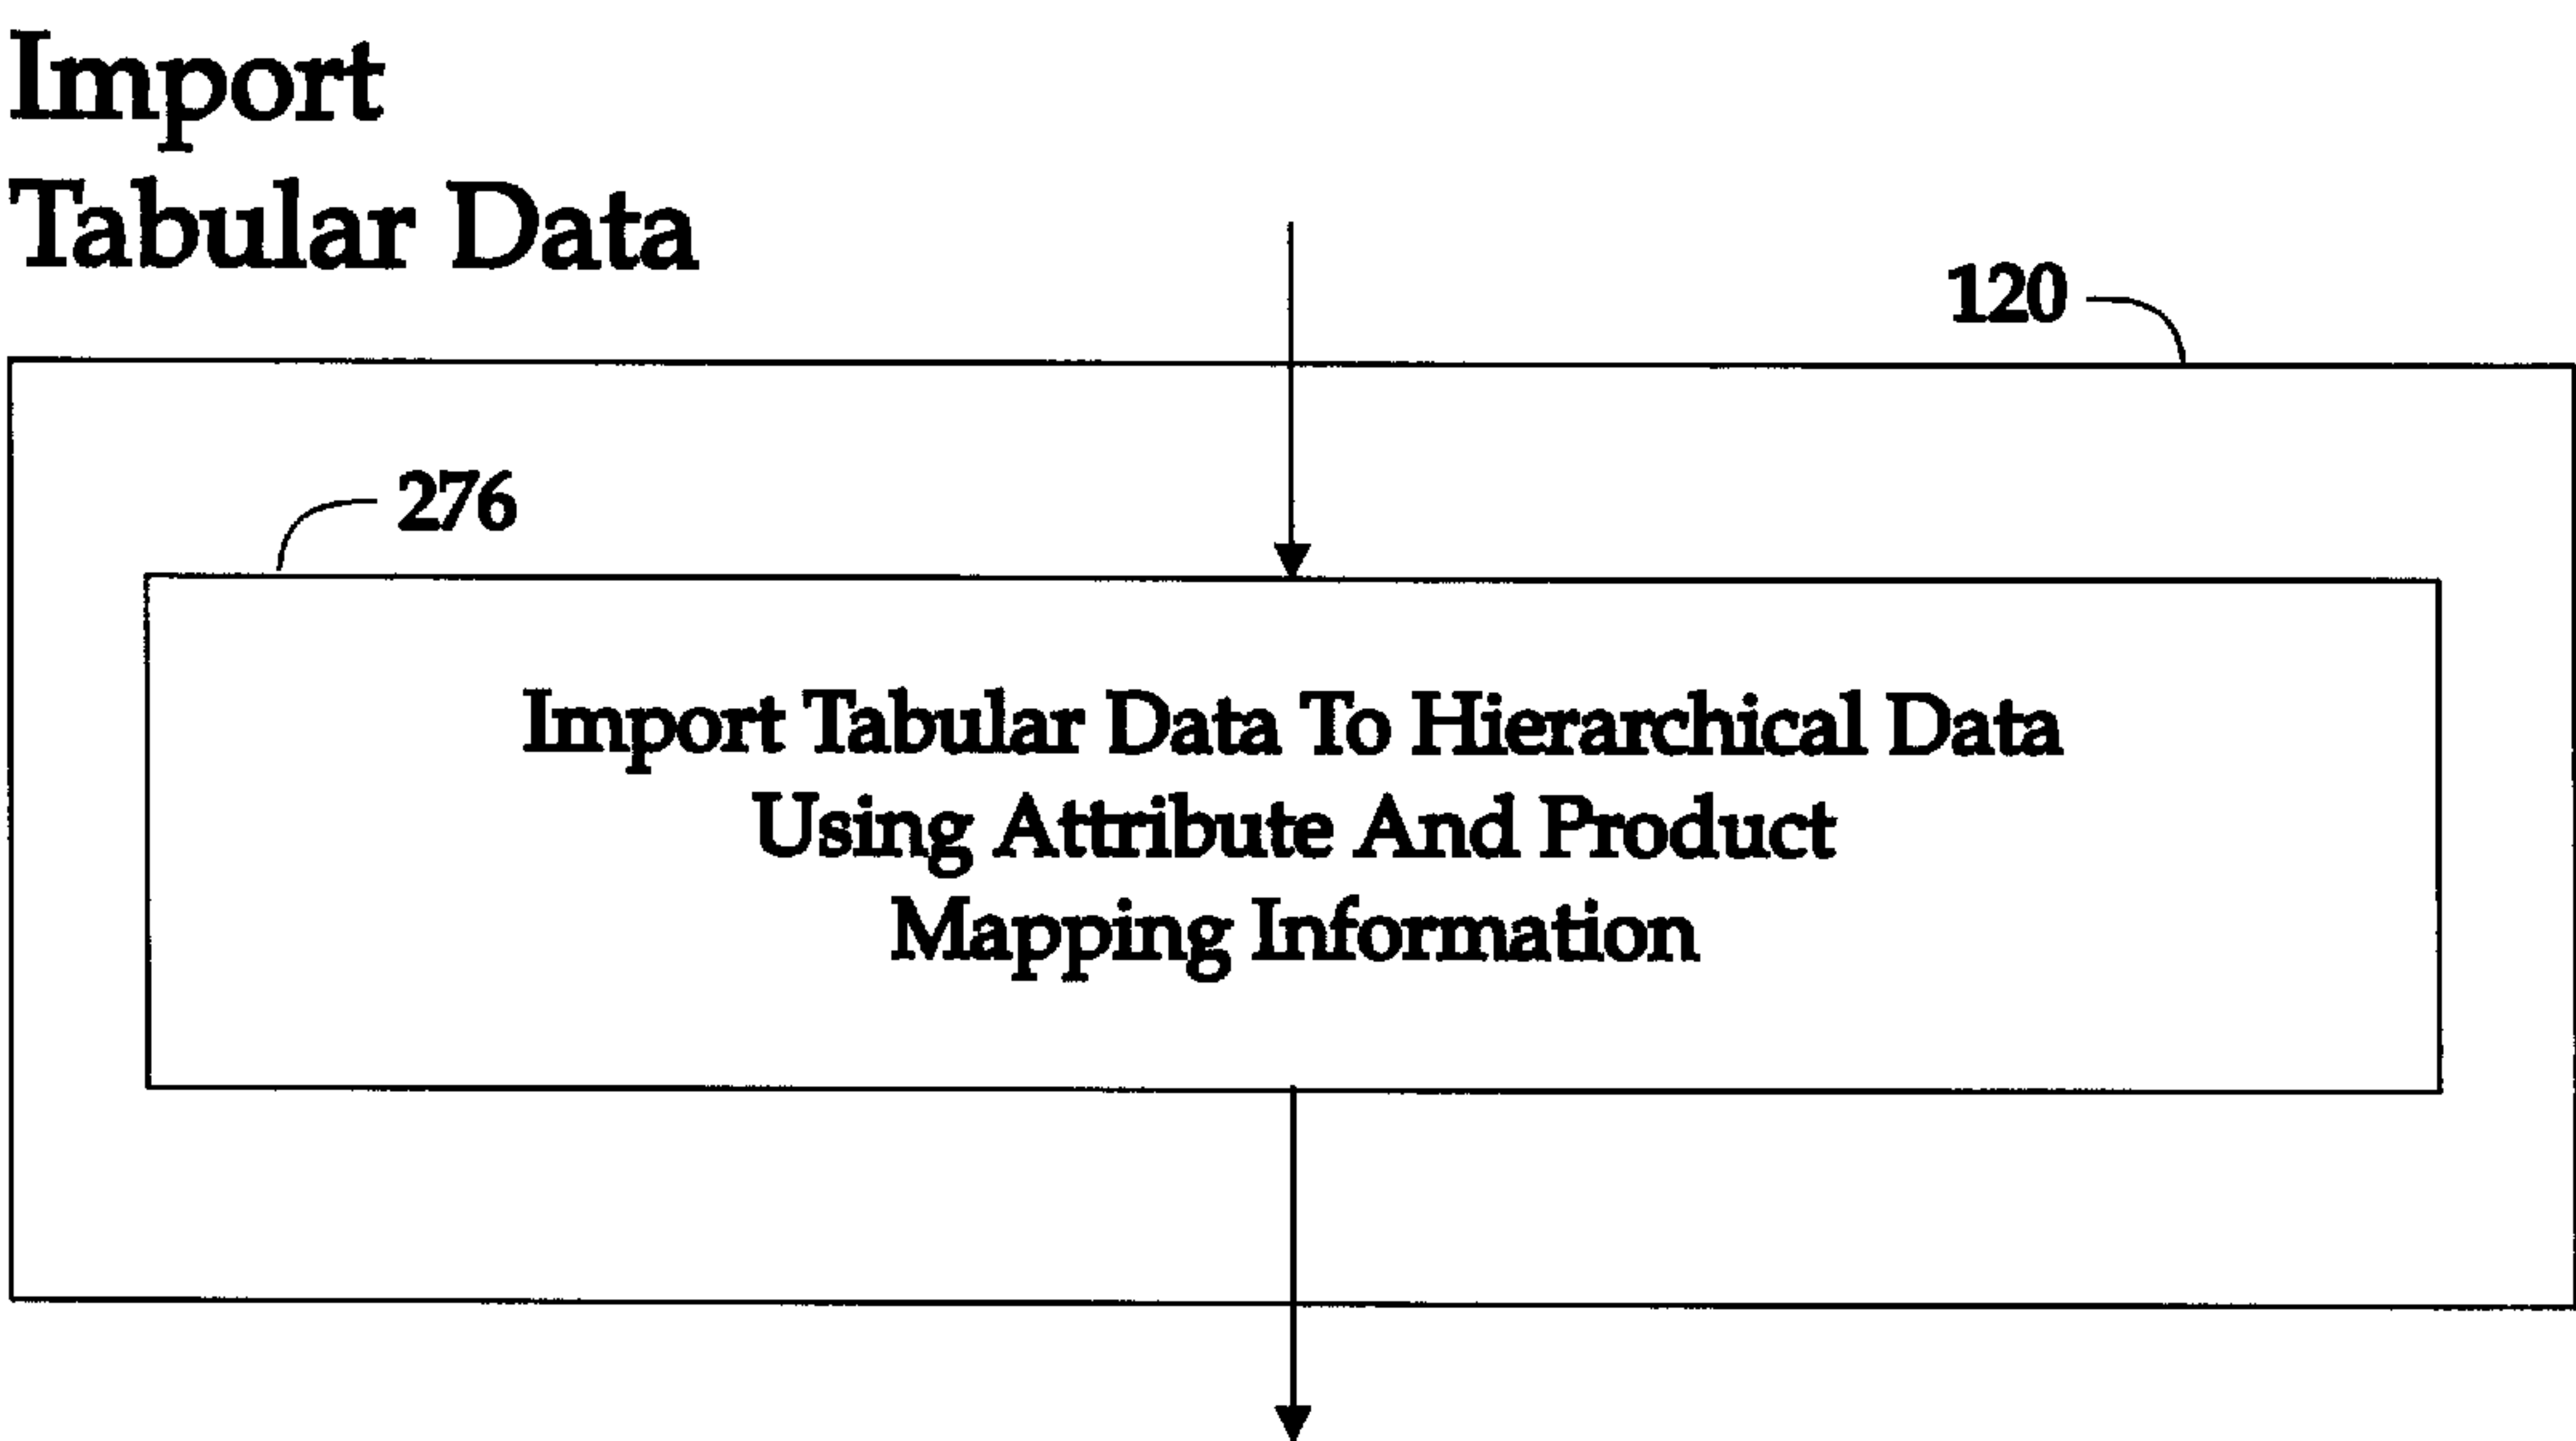 Import
Tabular Data
120
276
Import Tabular Data To Hierarchical Data
Using Attribute And Product
Mapping Information